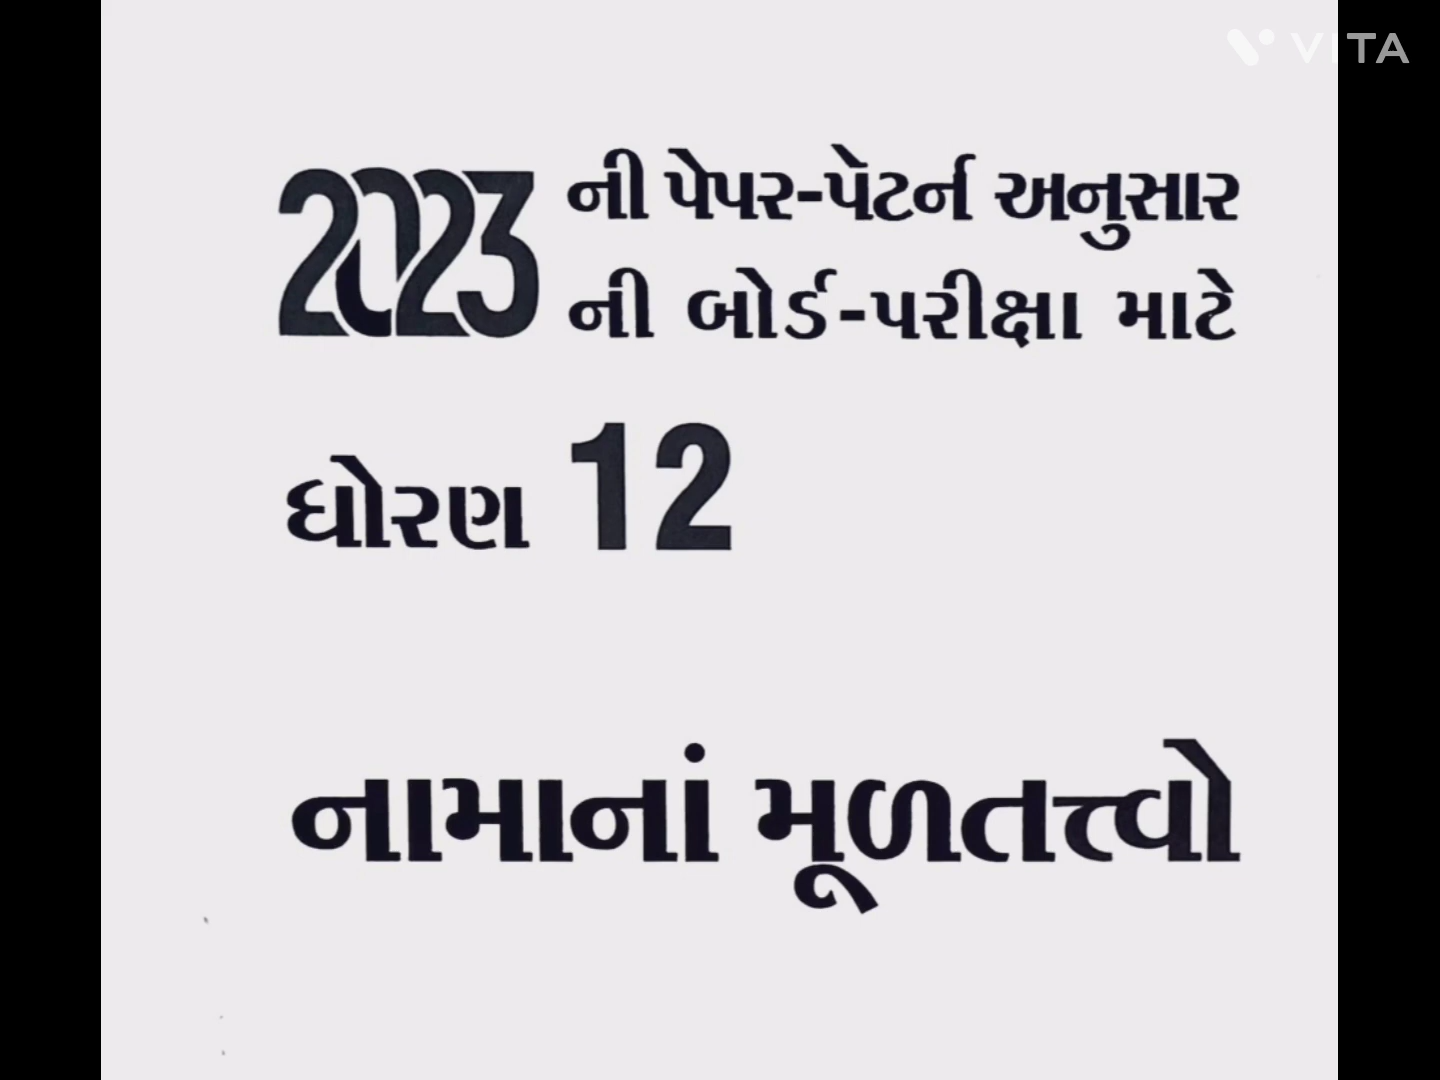 VITA
2023 ની પેપર-પેટર્ન અનુસાર
ની બોર્ડ-પરીક્ષા માટે
ધોરણ 12
નામાનાં મૂળતત્ત્વો